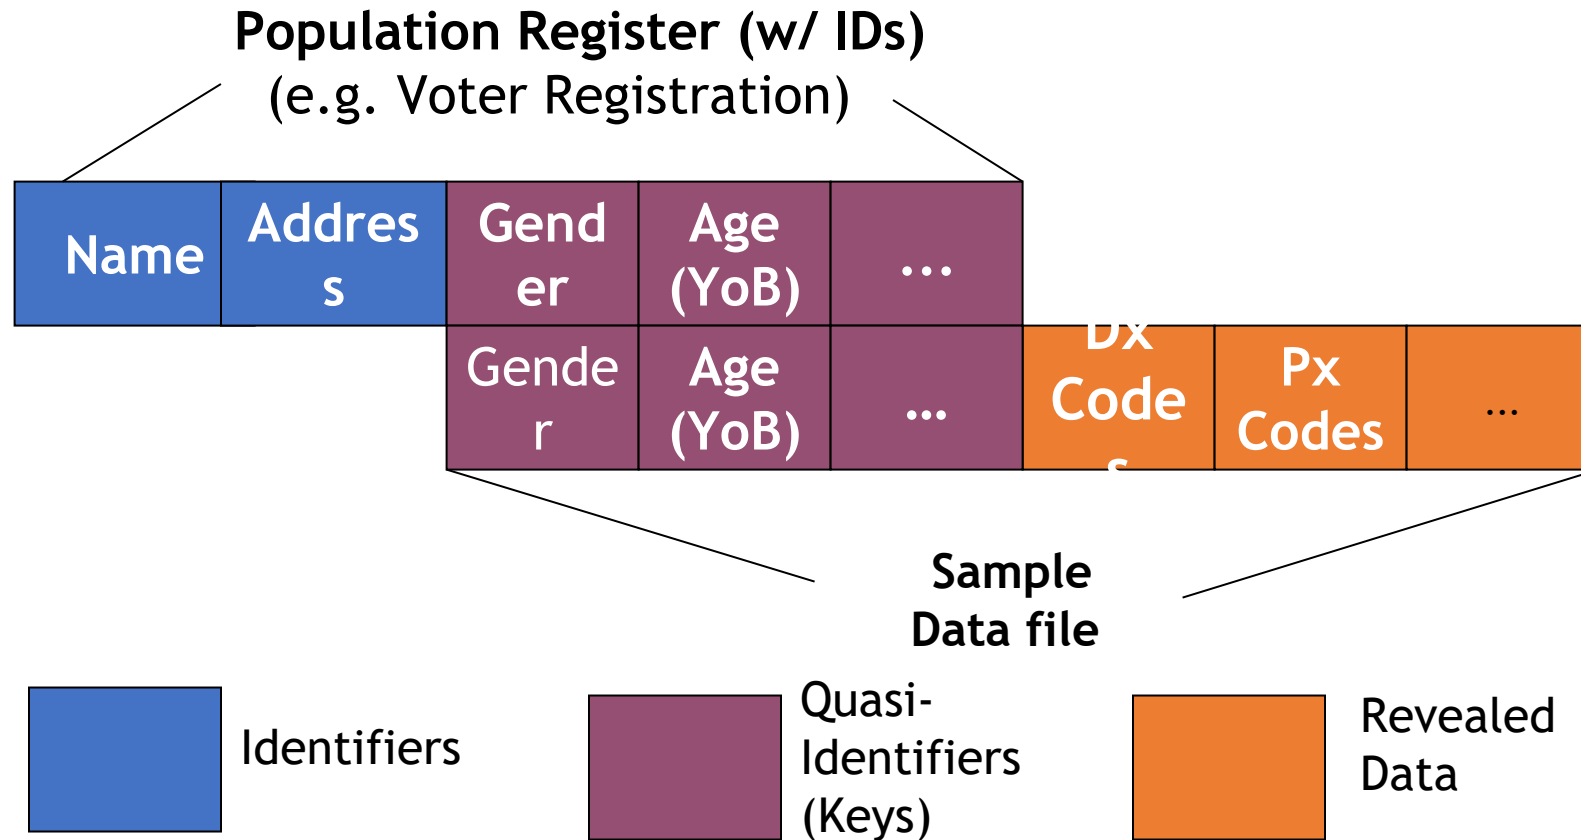 Population Register (w/ IDs)
(e.g. Voter Registration)
Name
Addres
s
Gend
er
Age
(YoB)
...
Gende
r
Age
(YoB)
...
Dx
Code
s
Px
Codes
...
Sample
Data file
Identifiers
Quasi-
Identifiers
(Keys)
Revealed
Data